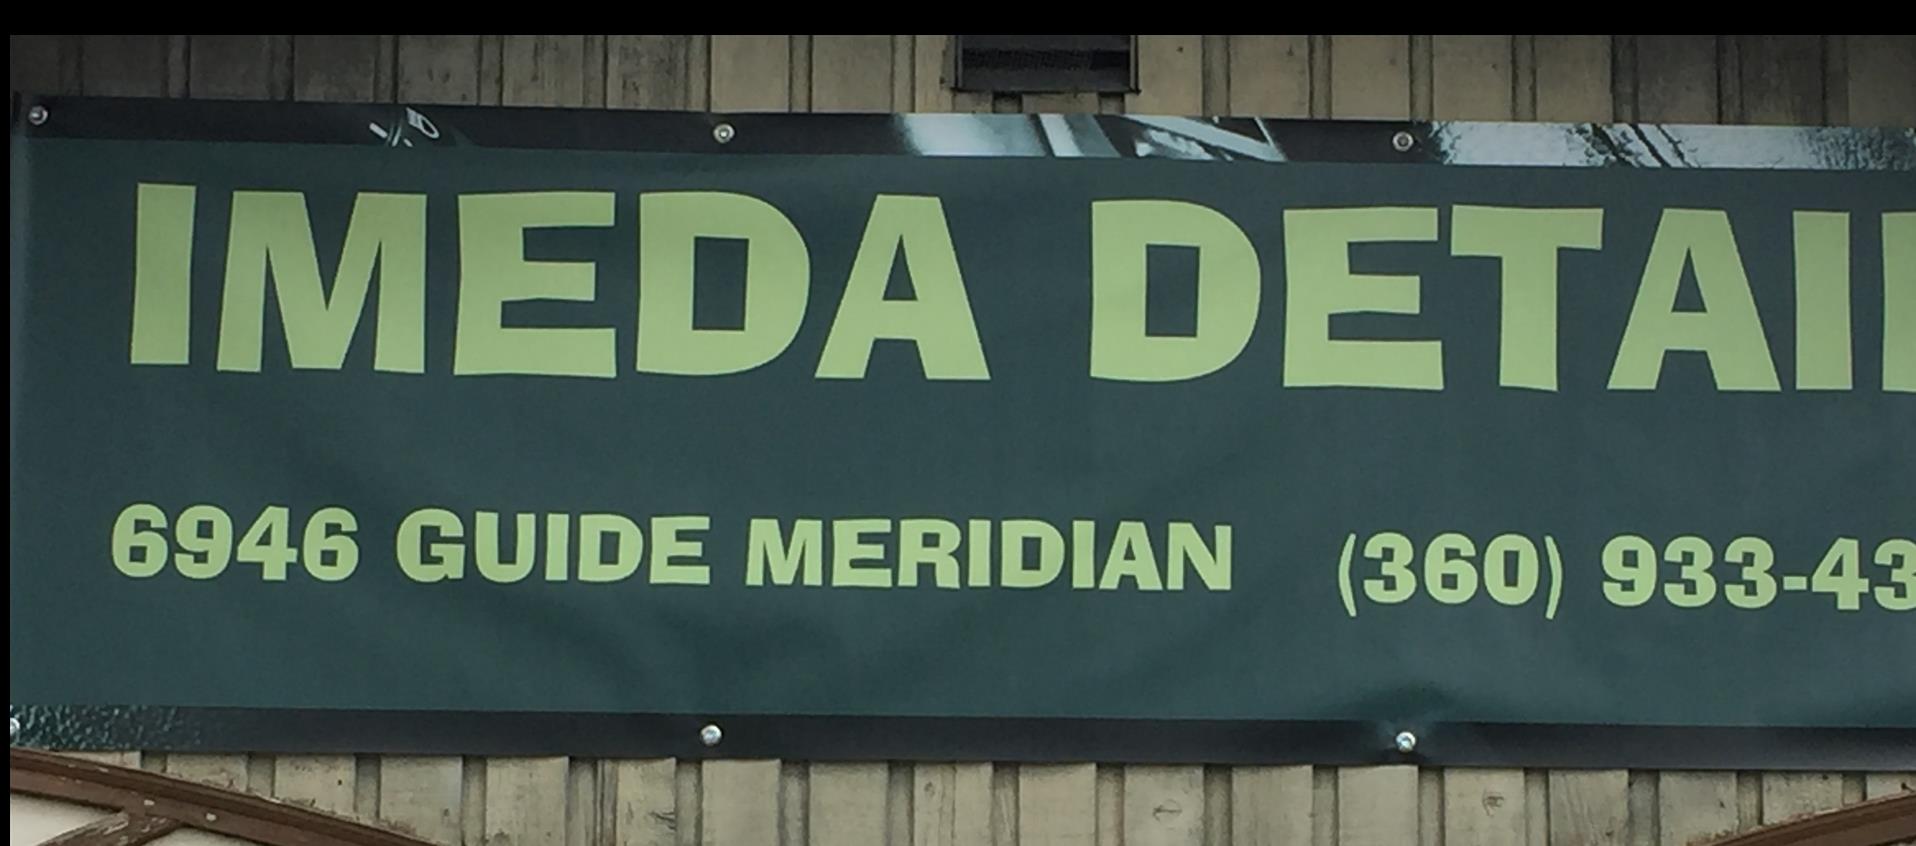 IMEDA DETAI
6946 GUIDE MERIDIAN (360) 933-43